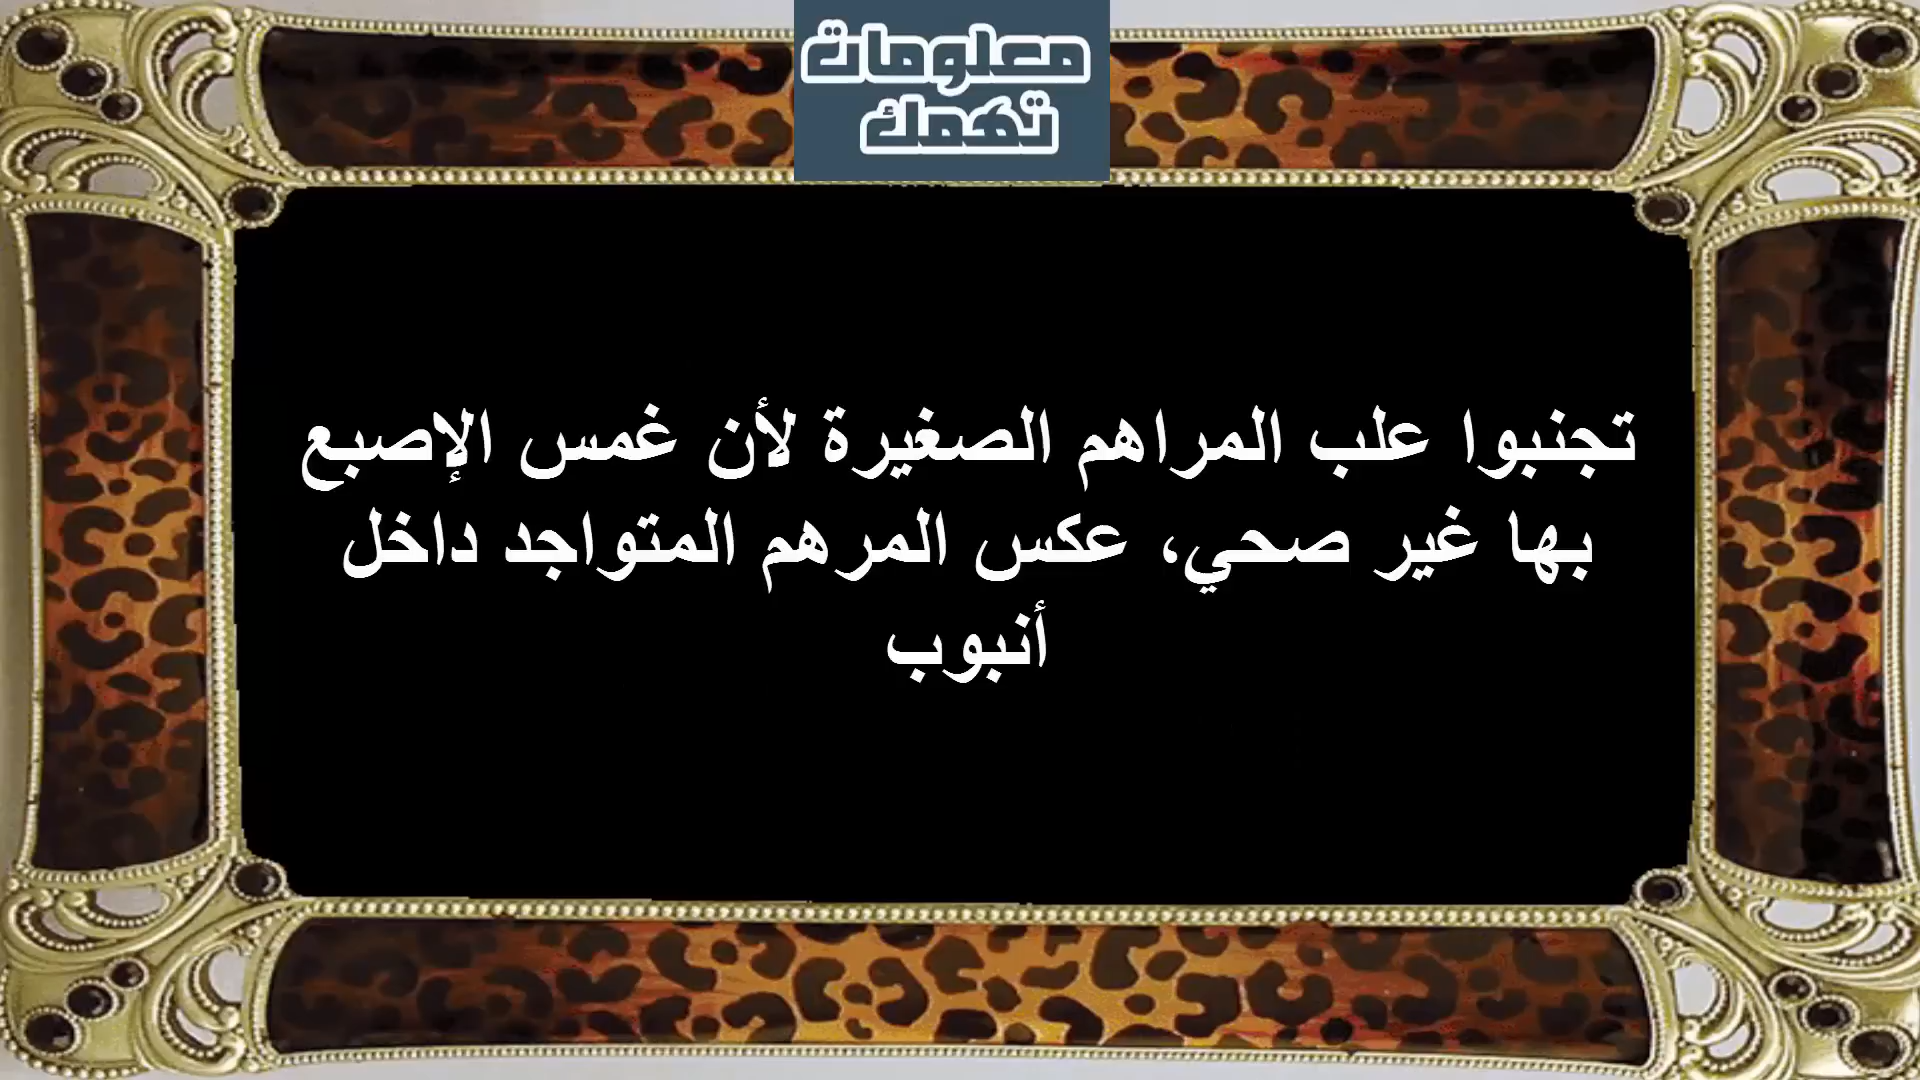 معلومات
تهمك
تجنبوا علب المراهم الصغيرة لأن غمس الإصبع
بها غير صحي، عكس المرهم المتواجد داخل
أنبوب